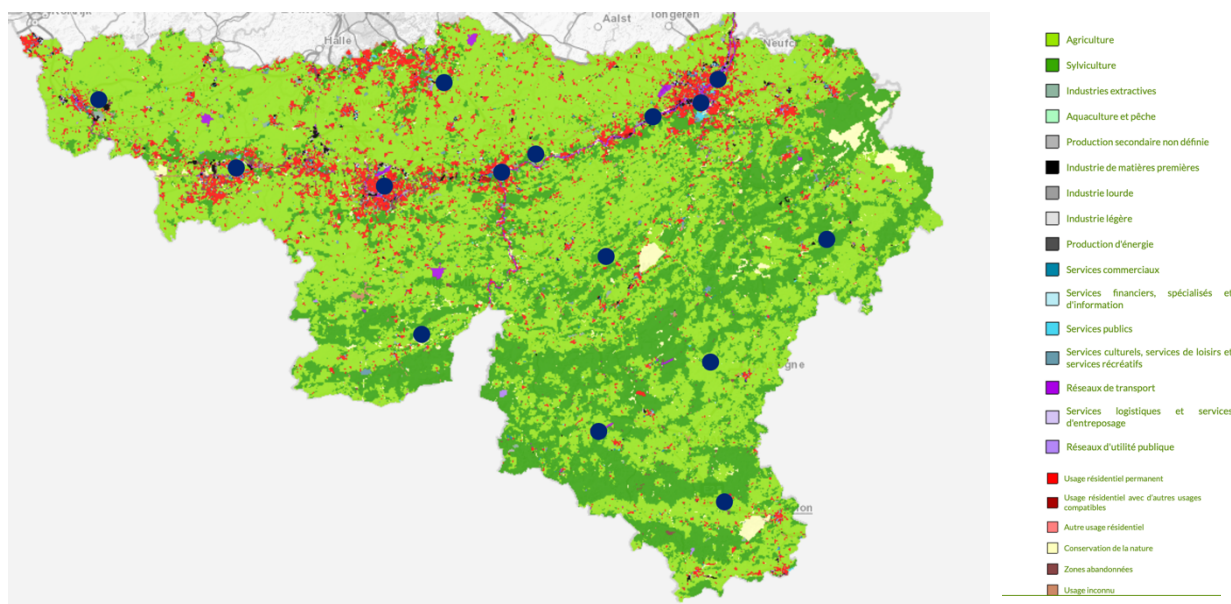 Aalst
Tongeren
Halle
Neufch
Agriculture
Sylviculture
Industries extractives
Aquaculture et pêche
Production secondaire non définie
Industrie de matières premières
Industrie lourde
Industrie légère
Production d'énergie
Services commerciaux
Services financiers, spécialisés et
d'information
Services publics
Services culturels, services de loisirs et
services récréatifs
Réseaux de transport
Services logistiques et services
d'entreposage
Réseaux d'utilité publique
Usage résidentiel permanent
Usage résidentiel avec d'autres usages
compatibles
Autre usage résidentiel
Conservation de la nature
Zones abandonnées
Usage inconnu